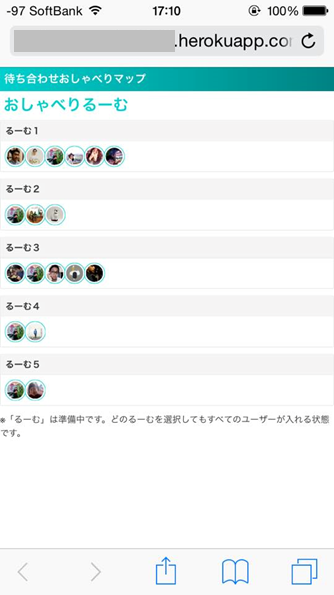 -97 SoftBank 17:10 100%
.herokuapp.co
待ち合わせおしゃべりマップ
おしゃべりるーむ
るーむ１
るーむ２
るーむ３
るーむ４
るーむ５
※「るーむ」は準備中です。どのるーむを選択してもすべてのユーザーが入れる状態
です。